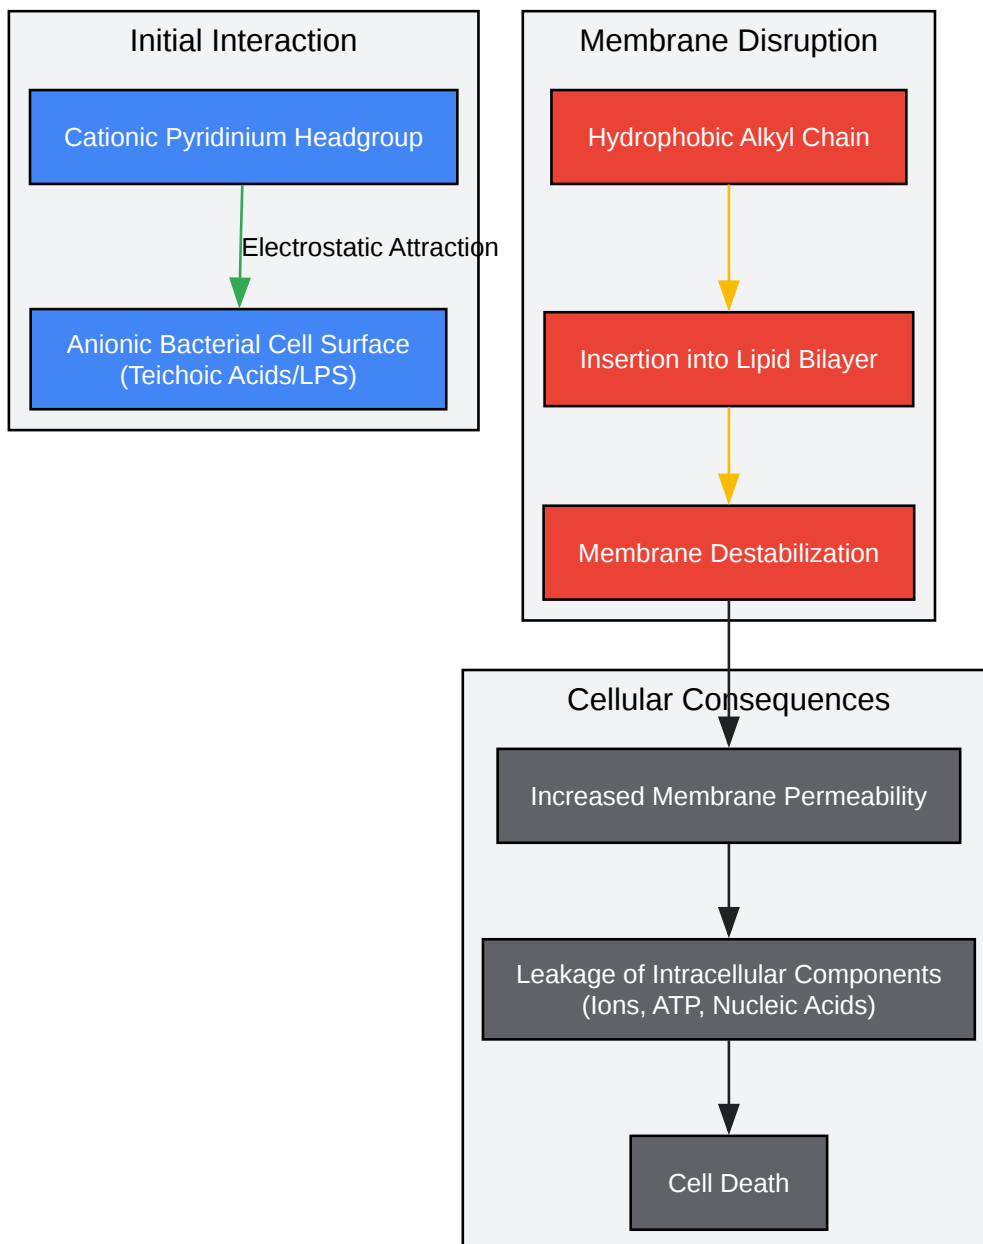 Initial Interaction
Cationic Pyridinium Headgroup
Electrostatic Attraction
Anionic Bacterial Cell Surface
(Teichoic Acids/LPS)
Membrane Disruption
Hydrophobic Alkyl Chain
Insertion into Lipid Bilayer
Membrane Destabilization
Cellular Consequences
Increased Membrane Permeability
Leakage of Intracellular Components
(Ions, ATP, Nucleic Acids)
Cell Death